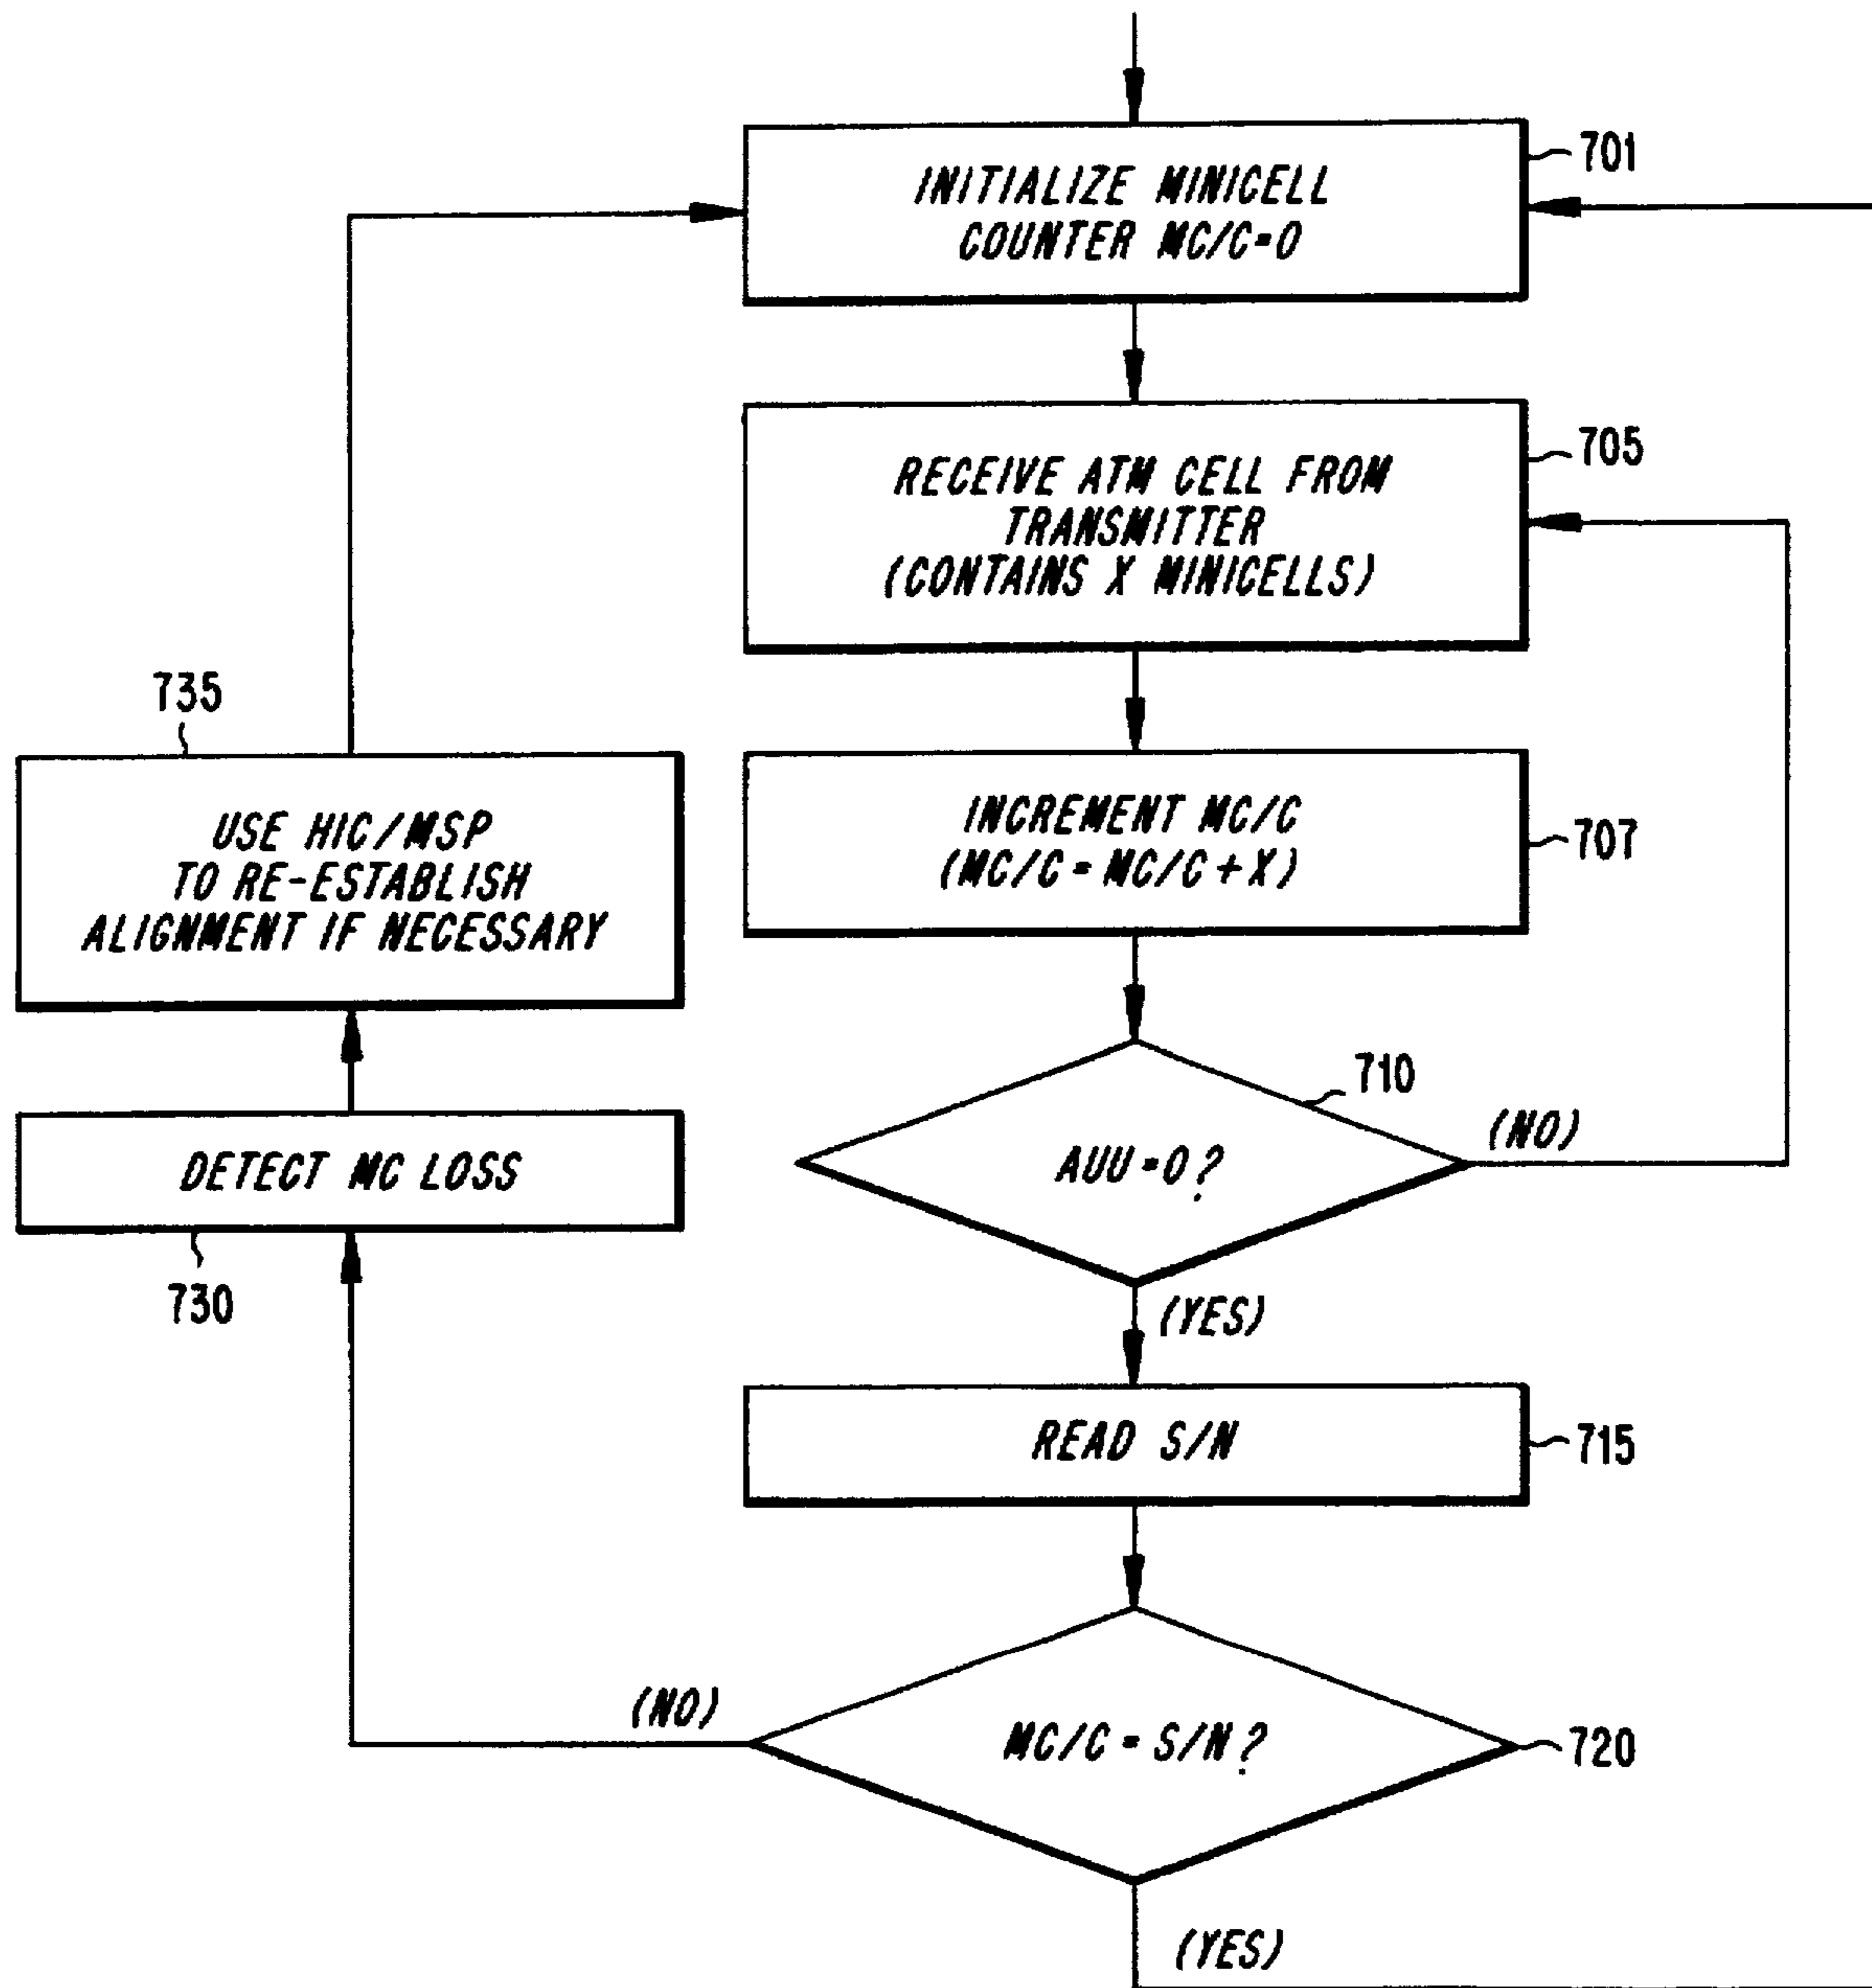 INITIALIZE MINICELL
COUNTER MC/C=0
701
RECEIVE ATM CELL FROM
TRANSMITTER
(CONTAINS X MINICELLS)
705
735
USE HIC/MSP
TO RE-ESTABLISH
ALIGNMENT IF NECESSARY
INCREMENT MC/C
(MC/C = MC/C + X)
707
710
AUU=0?
(NO)
DETECT MC LOSS
730
(YES)
READ S/N
715
(NO)
MC/C = S/N?
720
(YES)